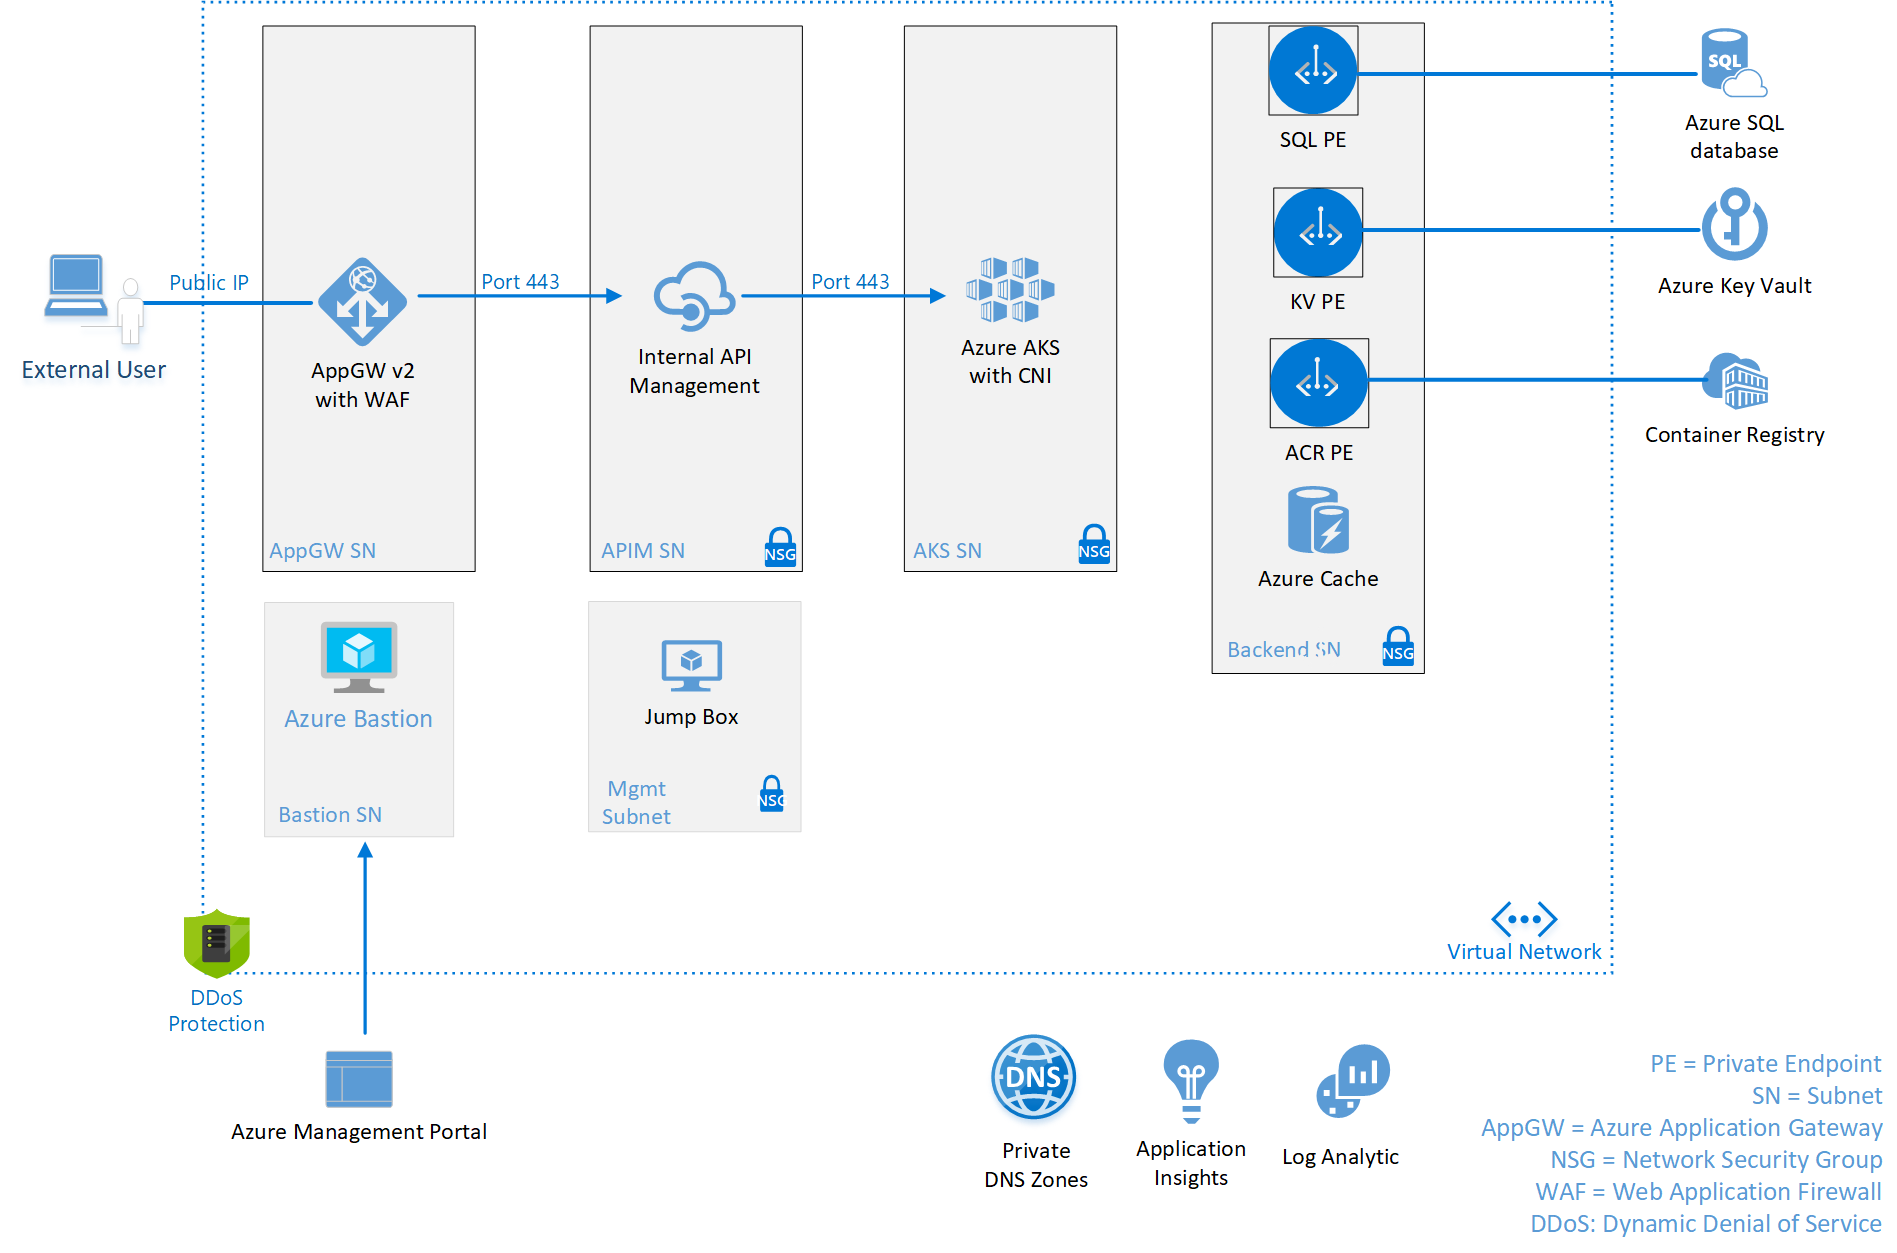 SQL PE
SQL
Azure SQL
database
KV PE
Azure Key Vault
External User
Public IP
AppGW v2
with WAF
Port 443
Internal API
Management
Port 443
Azure AKS
with CNI
ACR PE
Container Registry
Azure Cache
AppGW SN
APIM SN
NSG
AKS SN
NSG
Backend SN
NSG
Azure Bastion
Bastion SN
Jump Box
Mgmt
Subnet
NSG
Virtual Network
DDoS
Protection
Azure Management Portal
DNS
Private
DNS Zones
Application
Insights
Log Analytic
PE = Private Endpoint
SN = Subnet
AppGW = Azure Application Gateway
NSG = Network Security Group
WAF = Web Application Firewall
DDoS: Dynamic Denial of Service